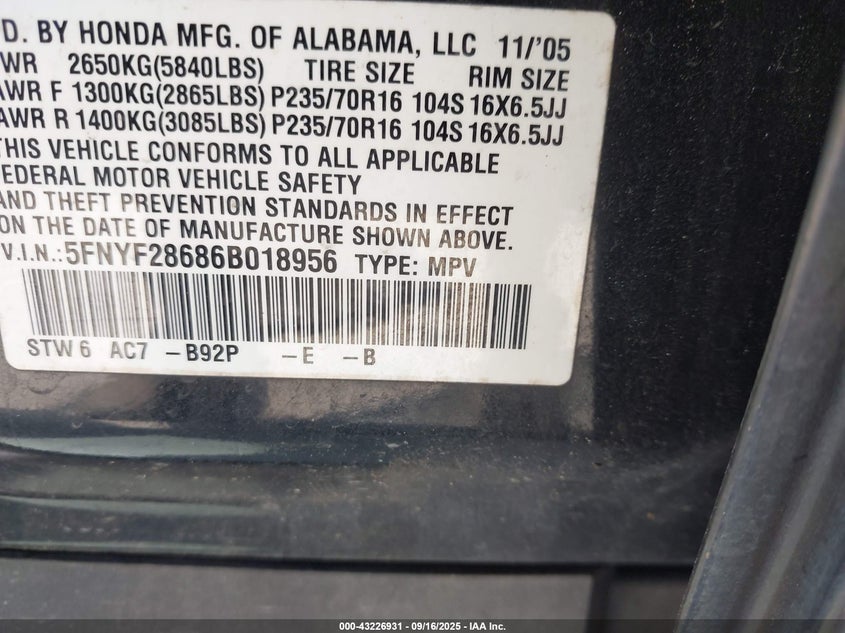 D. BY HONDA MFG. OF ALABAMA, LLC 11/'05
WR 2650KG(5840LBS) TIRE SIZE RIM SIZE
AWR F 1300KG(2865LBS) P235/70R16 104S 16X6.5JJ
AWR R 1400KG(3085LBS) P235/70R16 104S 16X6.5JJ
THIS VEHICLE CONFORMS TO ALL APPLICABLE
FEDERAL MOTOR VEHICLE SAFETY
AND THEFT PREVENTION STANDARDS IN EFFECT
ON THE DATE OF MANUFACTURE SHOWN ABOVE.
V.I.N.:5FNYF28686B018956 TYPE: MPV
STW 6 AC7 -B92P -E -B
000-43226931 - 09/16/2025 - IAA Inc.